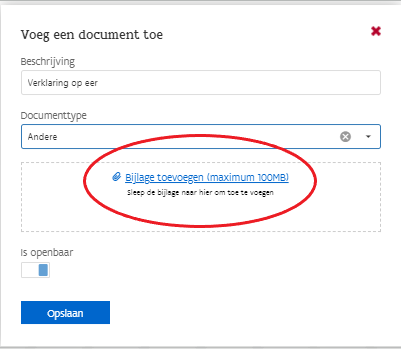 Voeg een document toe
Beschrijving
Verklaring op eer
Documenttype
Andere
Bijlage toevoegen (maximum 100MB)
Sleep de bijlage naar hier om toe te voegen
Is openbaar
Opslaan